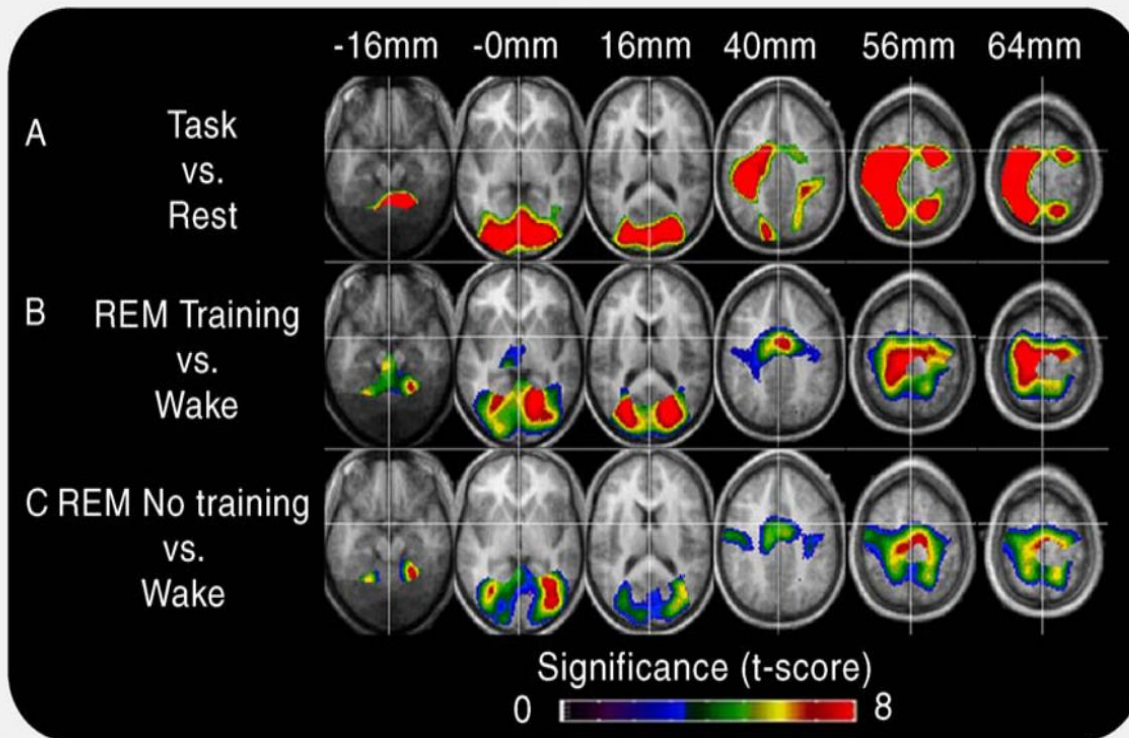 -16mm -0mm 16mm 40mm 56mm 64mm
A Task
vs.
Rest
B REM Training
vs.
Wake
C REM No training
vs.
Wake
Significance (t-score)
0 8